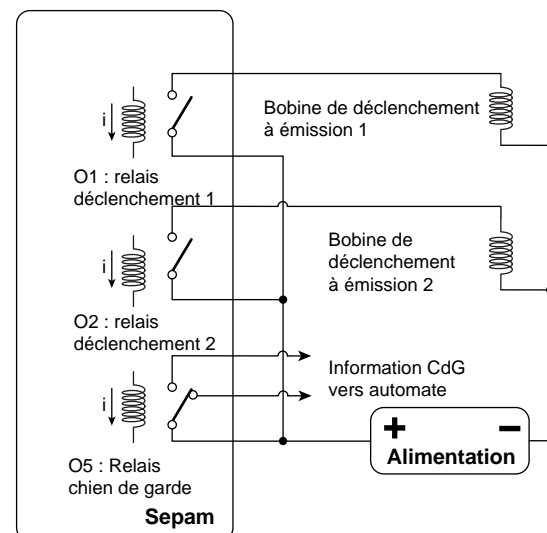 i
Bobine de déclenchement
à émission 1
O1 : relais
déclenchement 1
i
Bobine de
déclenchement
à émission 2
O2 : relais
déclenchement 2
i
Information CdG
vers automate
+ –
Alimentation
O5 : Relais
chien de garde
Sepam